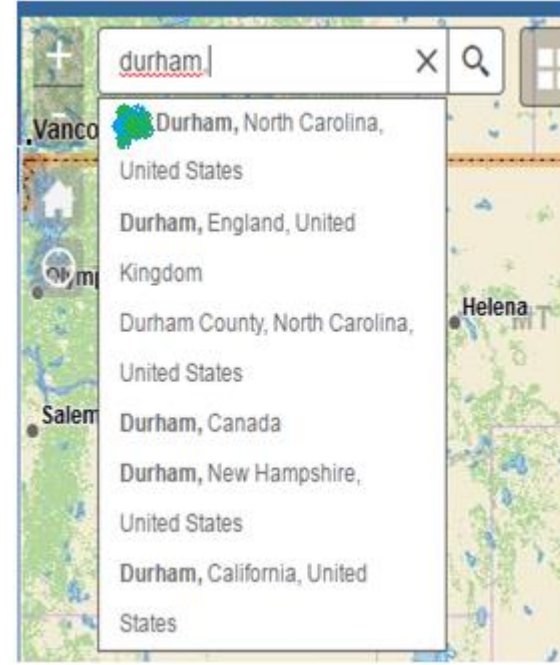 durham,
Vanco
Durham, North Carolina,
United States
Durham, England, United
Kingdom
Durham County, North Carolina,
United States
Durham, Canada
Durham, New Hampshire,
United States
Durham, California, United
States
Helena
MT
Salem